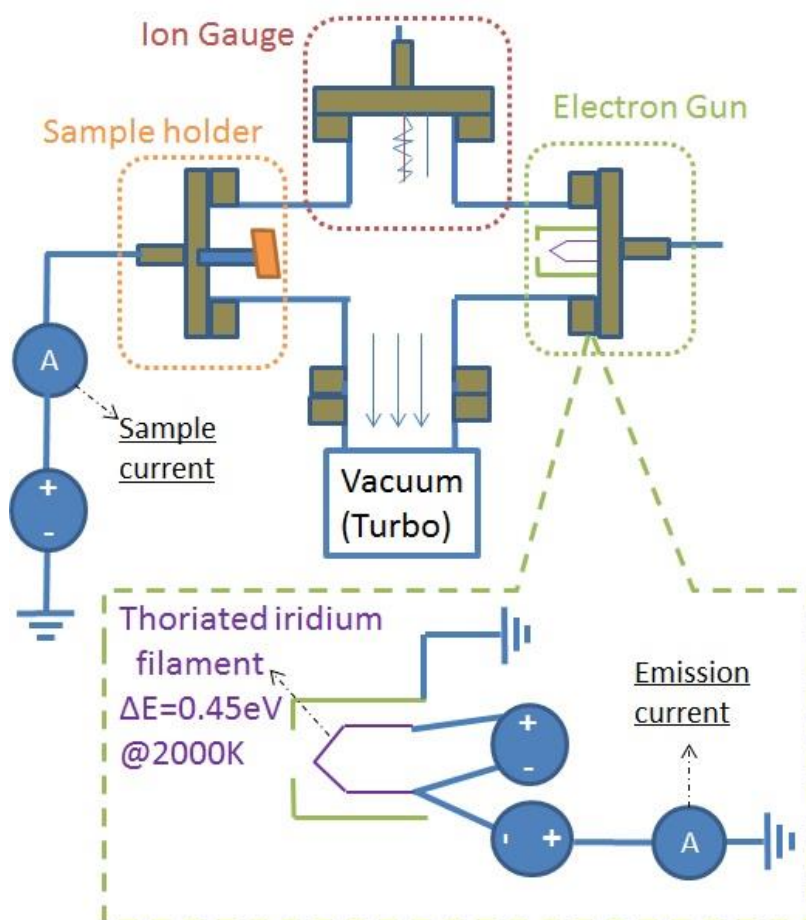 Ion Gauge
Sample holder
Electron Gun
A
Sample
current
+
-
Vacuum
(Turbo)
Thoriated iridium
filament
ΔE=0.45eV
@2000K
Emission
current
+
-
- +
A